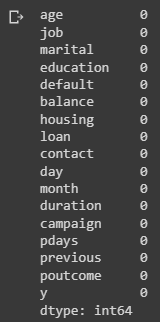 age 0
job 0
marital 0
education 0
default 0
balance 0
housing 0
loan 0
contact 0
day 0
month 0
duration 0
campaign 0
pdays 0
previous 0
poutcome 0
y 0
dtype: int64